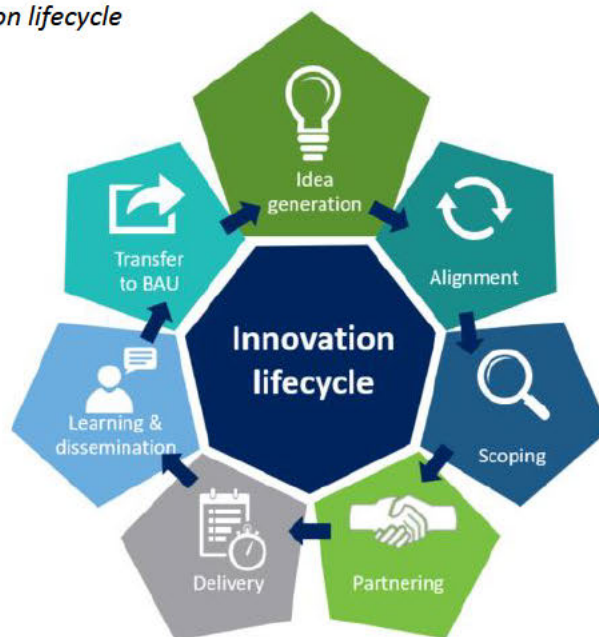 on lifecycle
Idea
generation
Alignment
Scoping
Partnering
Delivery
Learning &
dissemination
Transfer
to BAU
Innovation
lifecycle